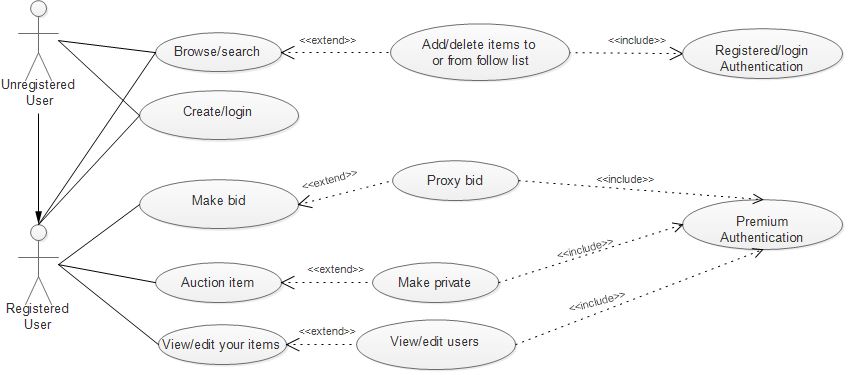 <<extend>>
<<include>>
Browse/search
Add/delete items to
or from follow list
Registered/login
Authentication
Unregistered
User
Create/login
<<extend>>
<<include>>
Make bid
Proxy bid
Premium
Authentication
<<include>>
<<extend>>
Auction item
Make private
Registered
User
<<include>>
<<extend>>
View/edit your items
View/edit users